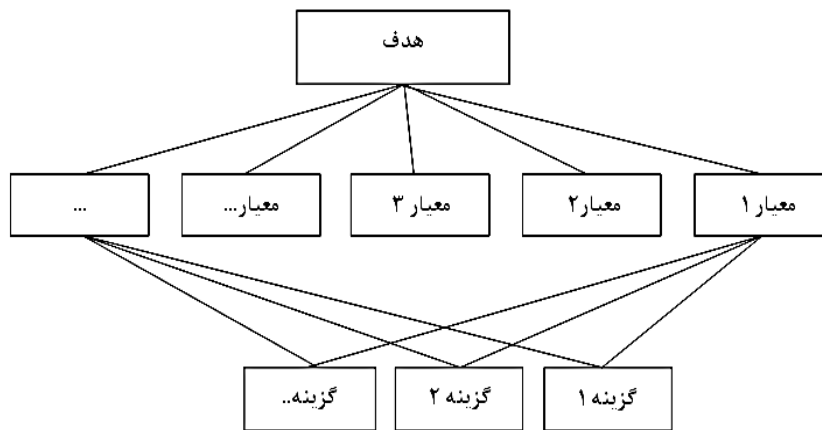 هدف
معیار ۱
معیار۲
معیار ۳
معیار...
...
گزینه ۱
گزینه ۲
گزینه..